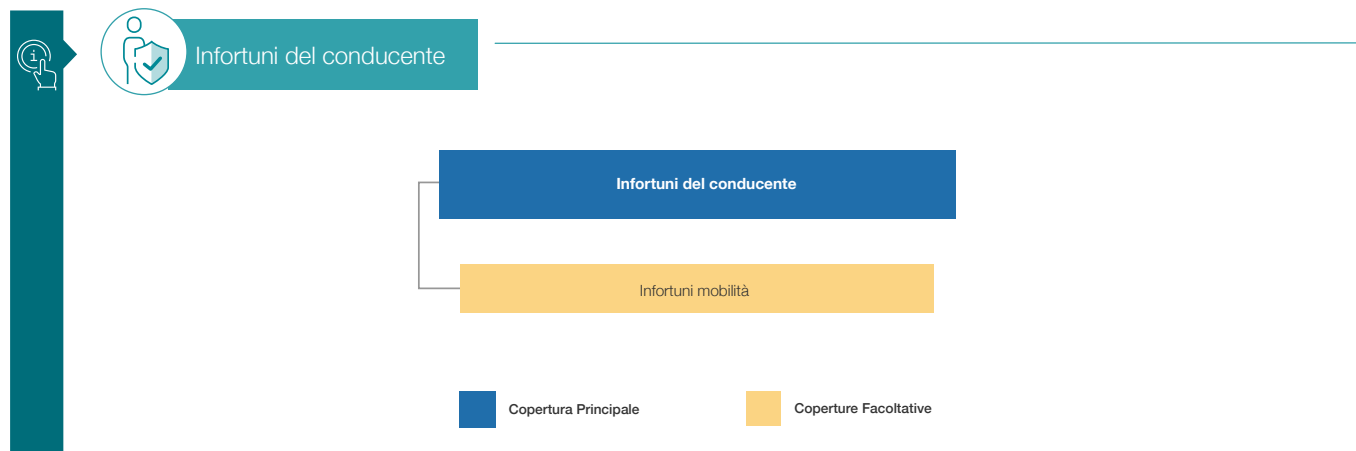 Infortuni del conducente
Infortuni del conducente
Infortuni mobilità
Copertura Principale
Coperture Facoltative